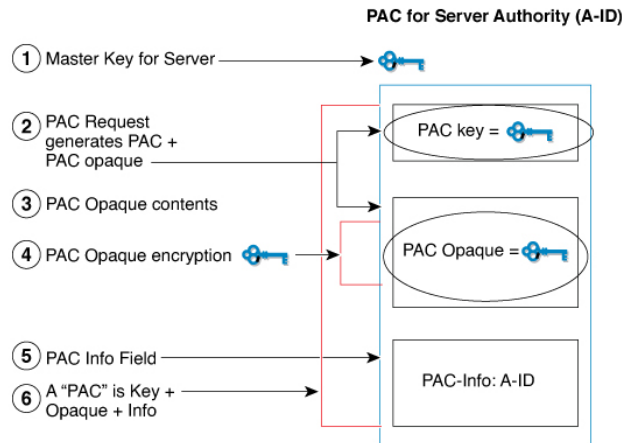 PAC for Server Authority (A-ID)
1 Master Key for Server
2 PAC Request
generates PAC +
PAC opaque
PAC key =
3 PAC Opaque contents
4 PAC Opaque encryption
PAC Opaque =
5 PAC Info Field
PAC-Info: A-ID
6 A “PAC” is Key +
Opaque + Info